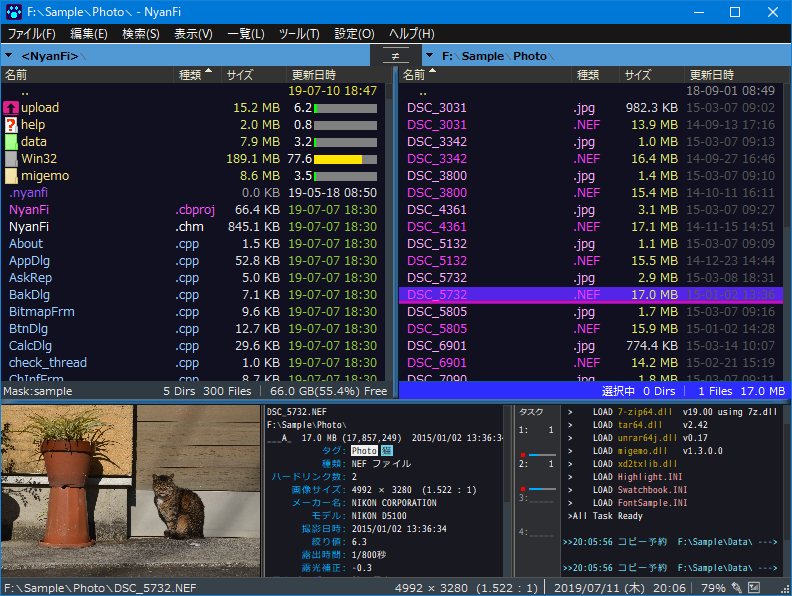 F:\Sample\Photo\ - NyanFi
ファイル(F) 編集(E) 検索(S) 表示(V) 一覧(L) ツール(T) 設定(O) ヘルプ(H)
<NyanFi>\
名前 種類 サイズ 更新日時
.. 19-07-10 18:47
upload 15.2 MB 6.2
help 2.0 MB 0.8
data 7.9 MB 3.2
Win32 189.1 MB 77.6
migemo 8.6 MB 3.5
.nyanfi 0.0 KB 19-05-18 08:50
NyanFi .cbproj 66.4 KB 19-07-07 18:30
NyanFi .chm 845.1 KB 19-07-07 18:30
About .cpp 1.5 KB 19-07-07 18:30
AppDlg .cpp 52.8 KB 19-07-07 18:30
AskRep .cpp 5.0 KB 19-07-07 18:30
BakDlg .cpp 7.1 KB 19-07-07 18:30
BitmapFrm .cpp 9.6 KB 19-07-07 18:30
BtnDlg .cpp 12.7 KB 19-07-07 18:30
CalcDlg .cpp 29.6 KB 19-07-07 18:30
check_thread .cpp 1.0 KB 19-07-07 18:30
ChInfFrm .cpp 8.7 KB 19-07-07 18:30
Mask:sample 5 Dirs 300 Files 66.0 GB(55.4%) Free
≠
F:\Sample\Photo\
名前 種類 サイズ 更新日時
.. 18-09-01 08:49
DSC_3031 .jpg 982.3 KB 15-03-07 09:02
DSC_3031 .NEF 13.9 MB 14-09-13 17:16
DSC_3342 .jpg 1.0 MB 15-03-07 09:13
DSC_3342 .NEF 16.4 MB 14-09-27 16:46
DSC_3800 .jpg 1.4 MB 15-03-07 09:10
DSC_3800 .NEF 15.4 MB 14-10-11 16:11
DSC_4361 .jpg 3.1 MB 15-03-07 09:27
DSC_4361 .NEF 17.1 MB 14-11-15 14:51
DSC_5132 .jpg 1.1 MB 15-03-07 09:09
DSC_5132 .NEF 15.5 MB 14-12-23 14:44
DSC_5732 .jpg 2.9 MB 15-03-08 18:31
DSC_5732 .NEF 17.0 MB 15-01-02 13:36
DSC_5805 .jpg 1.7 MB 15-03-07 09:16
DSC_5805 .NEF 15.9 MB 15-01-02 14:28
DSC_6901 .jpg 774.4 KB 15-03-14 10:07
DSC_6901 .NEF 14.2 MB 15-02-21 15:19
DSC_7090 .jpg 1.8 MB 15-03-07 09:11
選択中 0 Dirs 1 Files 17.0 MB
DSC_5732.NEF
F:\Sample\Photo\
___A_ 17.0 MB (17,857,249) 2015/01/02 13:36:3
タグ: Photo 猫
種類: NEF ファイル
ハードリンク数: 2
画像サイズ: 4992 × 3280 (1.522 : 1)
メーカー名: NIKON CORPORATION
モデル: NIKON D5100
撮影日時: 2015/01/02 13:36:34
絞り値: 6.3
露出時間: 1/800秒
露光補正: -0.3
タスク
1: 1
2: 1
3:_____
4:_____
> LOAD 7-zip64.dll v19.00 using 7z.dll
> LOAD tar64.dll v2.42
> LOAD unrar64j.dll v0.17
> LOAD migemo.dll v1.3.0.0
> LOAD xd2txlib.dll
> LOAD Highlight.INI
> LOAD Swatchbook.INI
> LOAD FontSample.INI
>All Task Ready
>>20:05:56 コピー予約 F:\Sample\Data\ --->
>>20:05:56 コピー予約 F:\Sample\Data\ --->
F:\Sample\Photo\DSC_5732.NEF 4992 × 3280 (1.522 : 1) 2019/07/11 (木) 20:06 79%